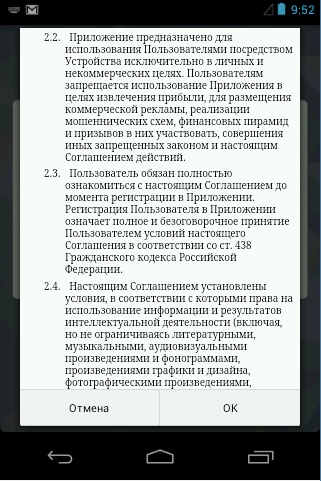 9:52
2.2. Приложение предназначено для
использования Пользователями посредством
Устройства исключительно в личных и
некоммерческих целях. Пользователям
запрещается использование Приложения в
целях извлечения прибыли, для размещения
коммерческой рекламы, реализации
мошеннических схем, финансовых пирамид
и призывов в них участвовать, совершения
иных запрещенных законом и настоящим
Соглашением действий.
2.3. Пользователь обязан полностью
ознакомиться с настоящим Соглашением до
момента регистрации в Приложении.
Регистрация Пользователя в Приложении
означает полное и безоговорочное принятие
Пользователем условий настоящего
Соглашения в соответствии со ст. 438
Гражданского кодекса Российской
Федерации.
2.4. Настоящим Соглашением установлены
условия, в соответствии с которыми права на
использование информации и результатов
интеллектуальной деятельности (включая,
но не ограничиваясь литературными,
музыкальными, аудиовизуальными
произведениями и фонограммами,
произведениями графики и дизайна,
фотографическими произведениями,
Отмена
OK